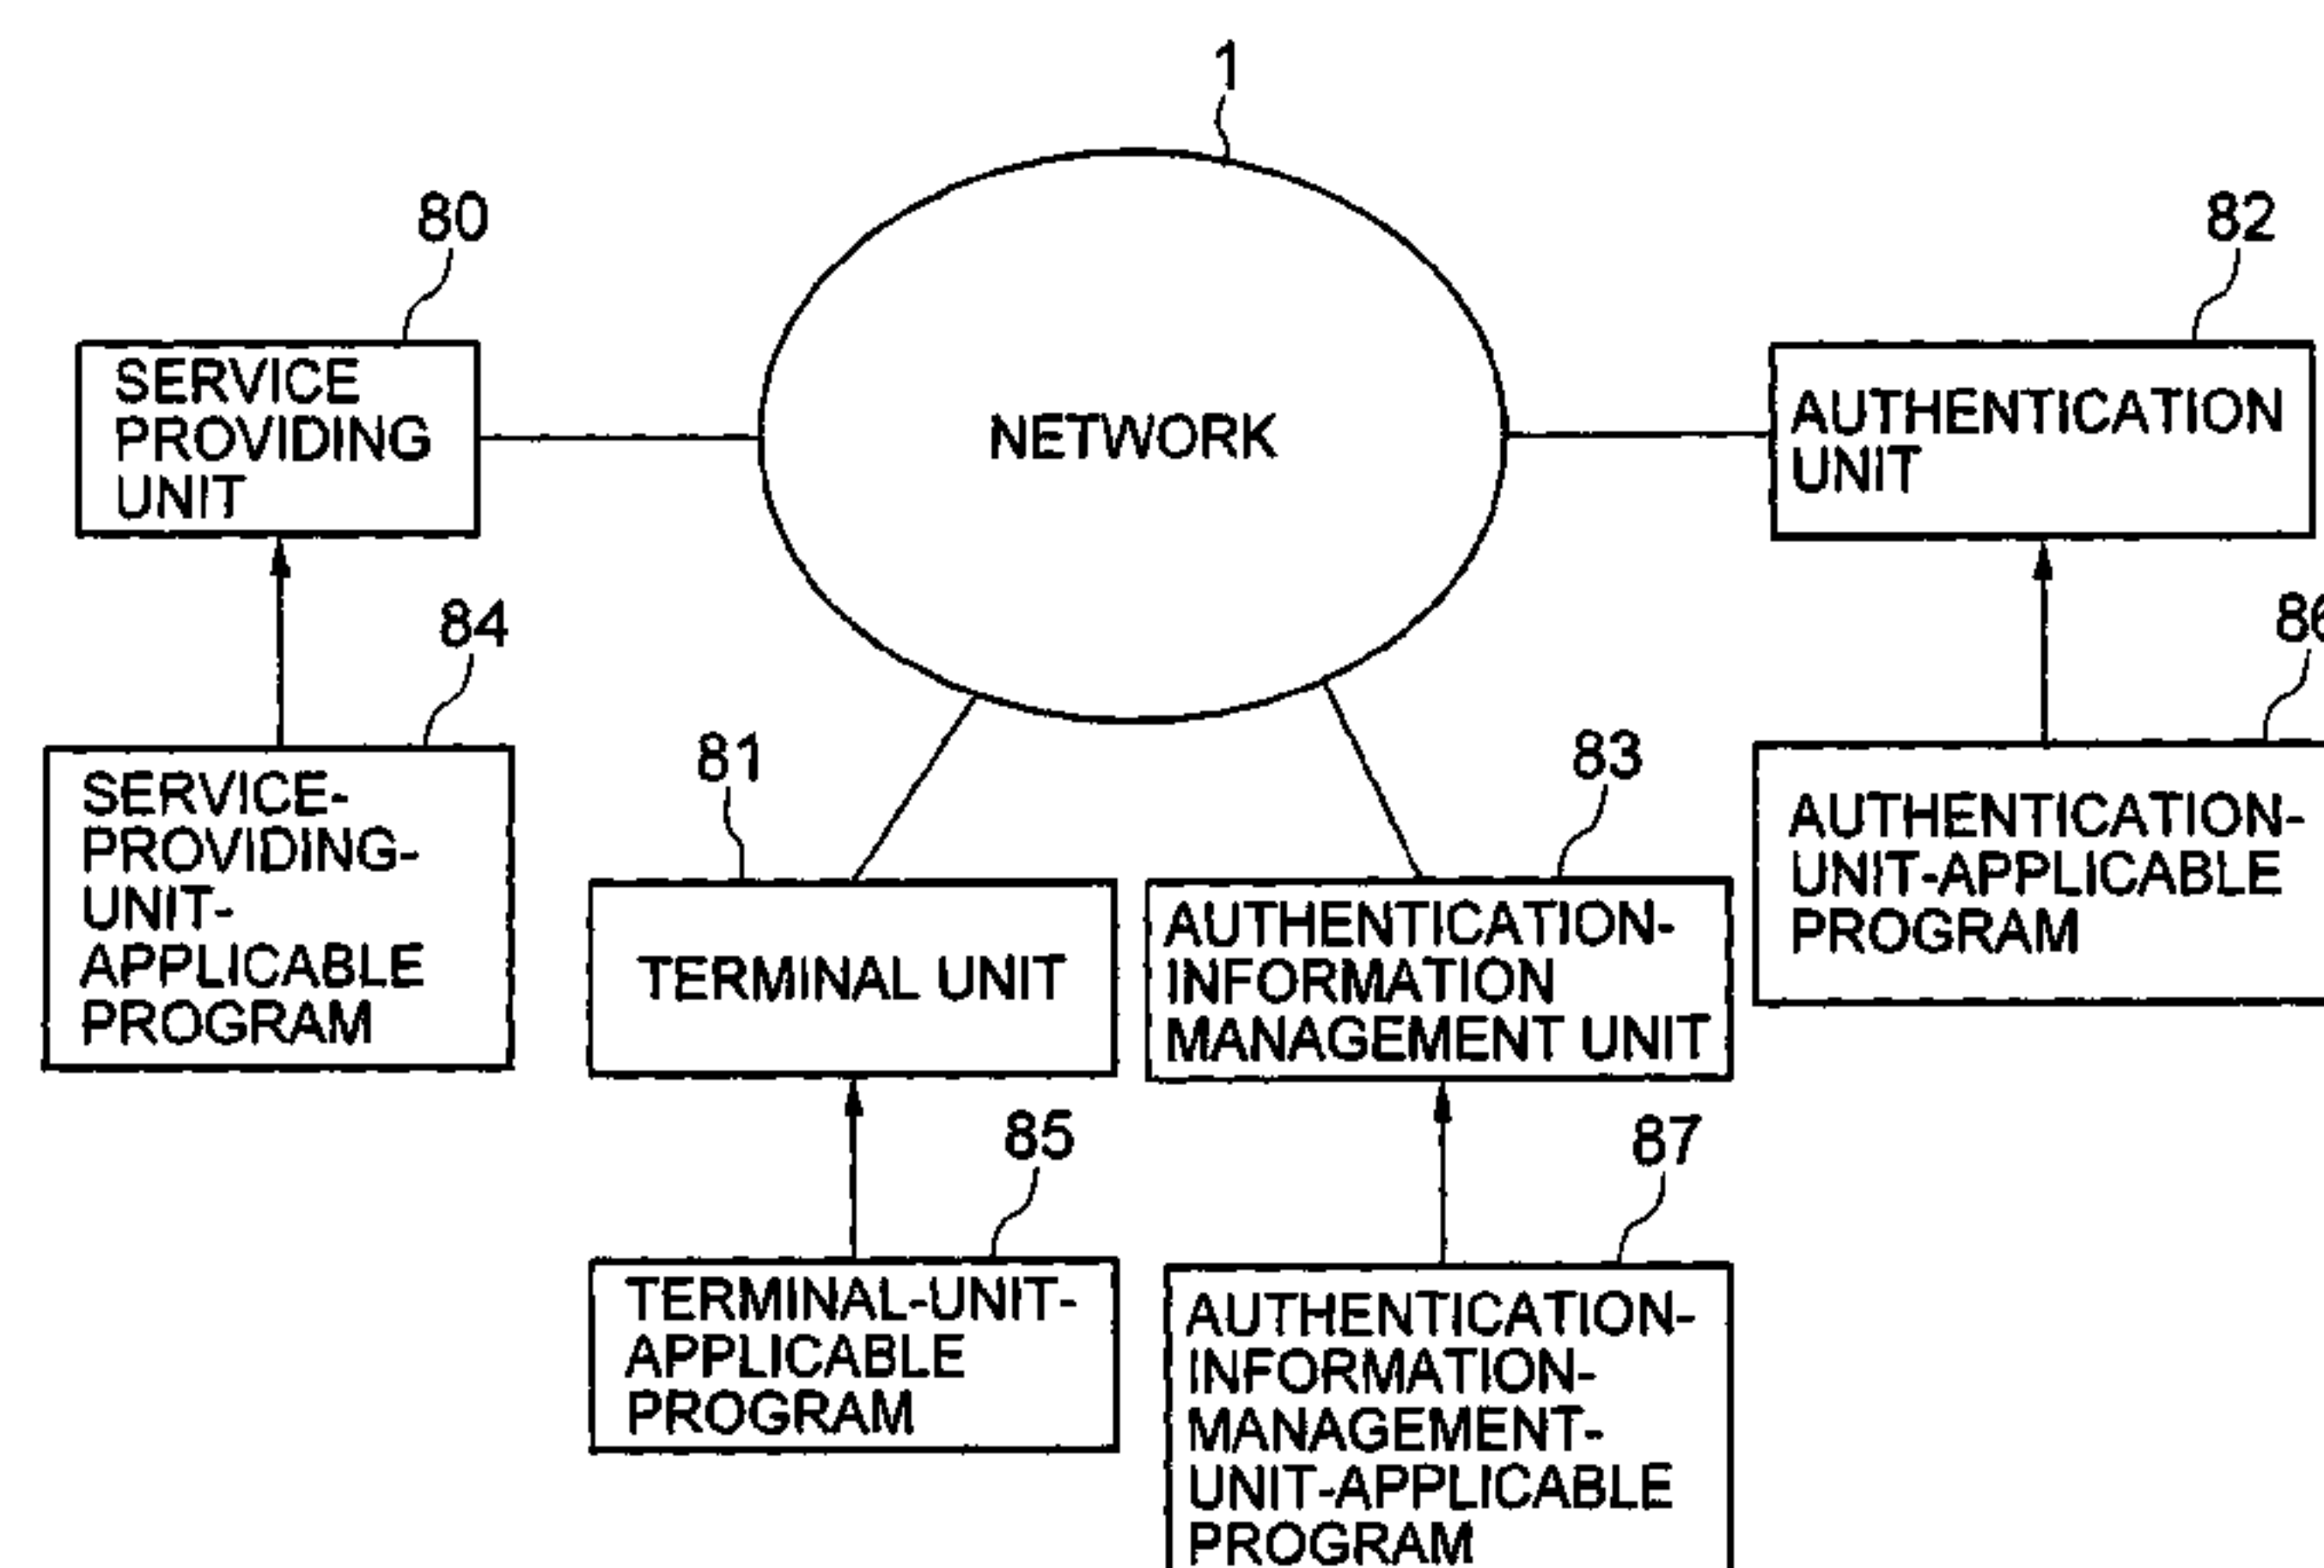 1
80
82
SERVICE
PROVIDING
UNIT
NETWORK
AUTHENTICATION
UNIT
84
86
SERVICE-
PROVIDING-
UNIT-
APPLICABLE
PROGRAM
81
83
AUTHENTICATION-
UNIT-APPLICABLE
PROGRAM
TERMINAL UNIT
AUTHENTICATION-
INFORMATION
MANAGEMENT UNIT
85
87
TERMINAL-UNIT-
APPLICABLE
PROGRAM
AUTHENTICATION-
INFORMATION-
MANAGEMENT-
UNIT-APPLICABLE
PROGRAM